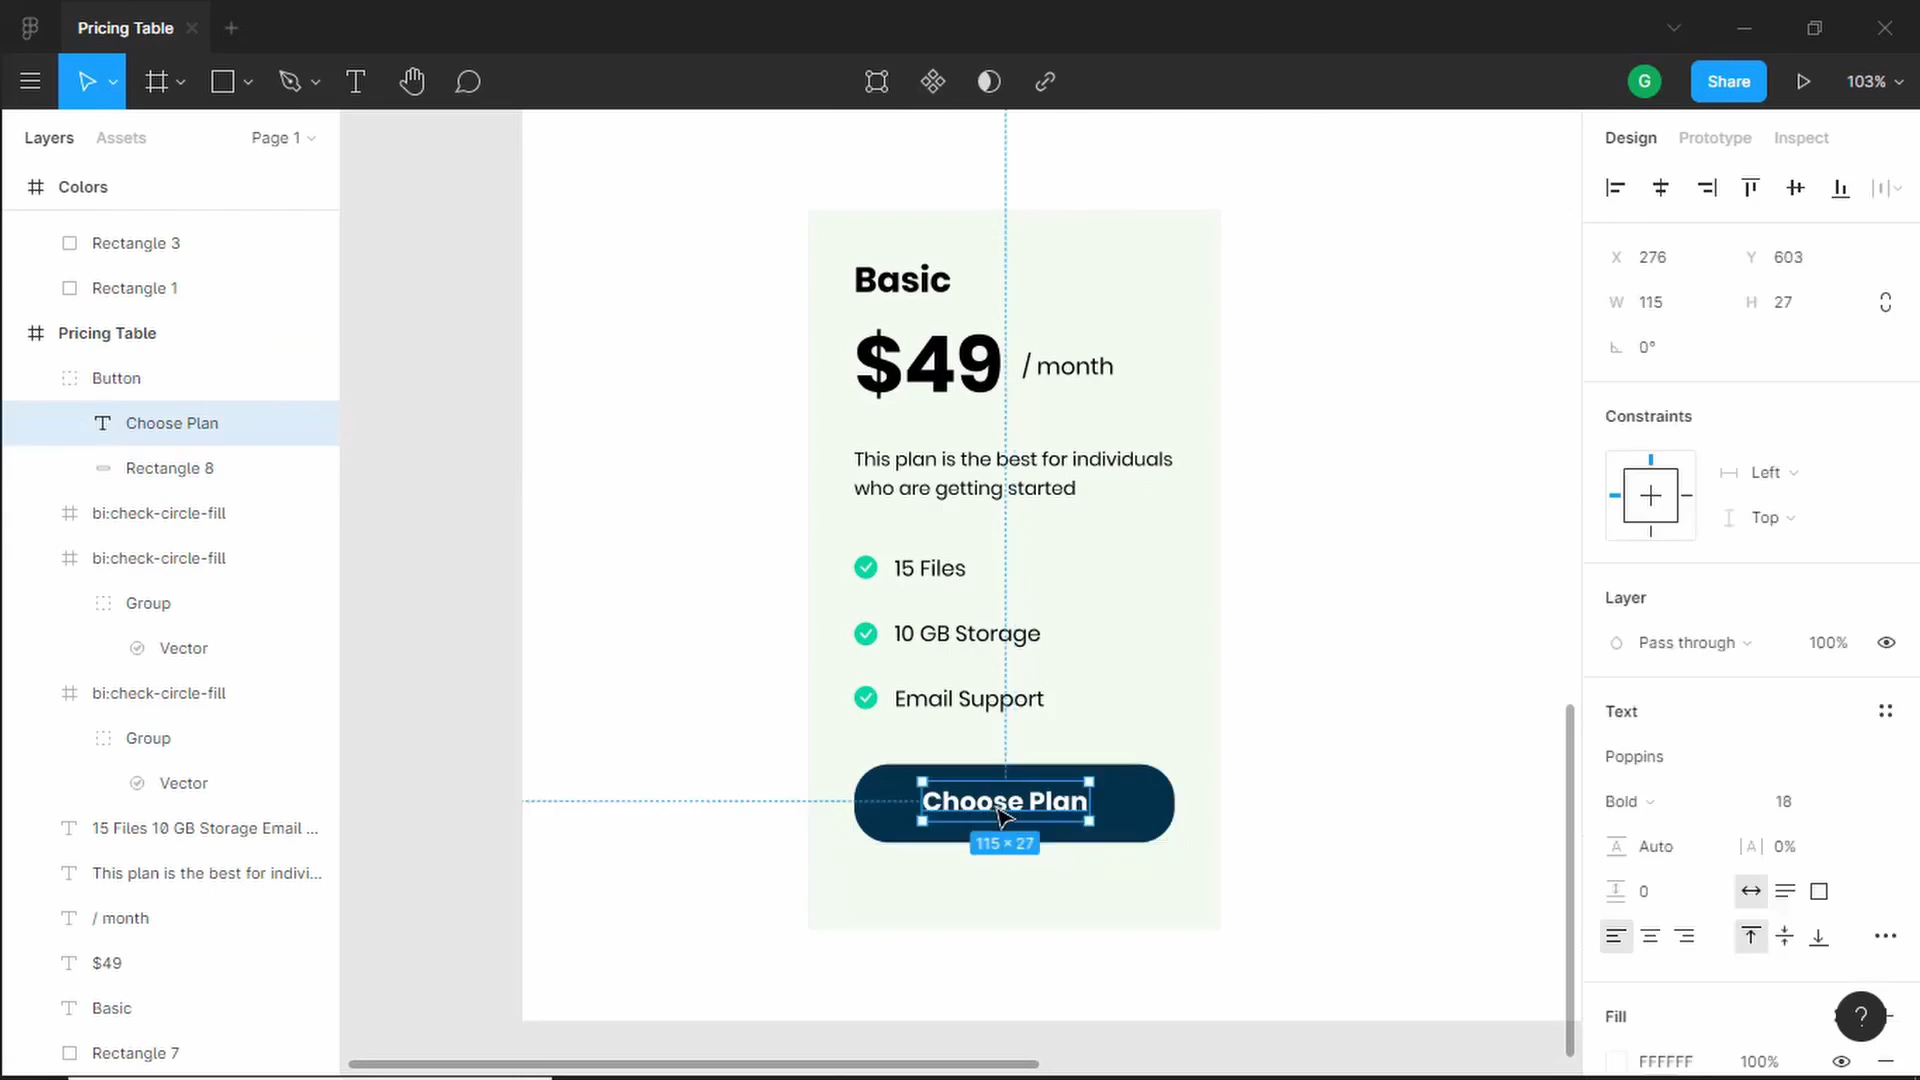 Pricing Table
G
Share
103%
Layers
Assets
Page 1
Colors
Rectangle 3
Rectangle 1
Pricing Table
Button
Choose Plan
Rectangle 8
bi:check-circle-fill
bi:check-circle-fill
Group
Vector
bi:check-circle-fill
Group
Vector
15 Files 10 GB Storage Email ...
This plan is the best for indivi...
/ month
$49
Basic
Rectangle 7
Basic
$49 / month
This plan is the best for individuals
who are getting started
15 Files
10 GB Storage
Email Support
Choose Plan
115 × 27
Design
Prototype
Inspect
X 276
Y 603
W 115
H 27
0°
Constraints
Left
Top
Layer
Pass through
100%
Text
Poppins
Bold
18
A Auto
|A| 0%
0
Fill
?
FFFFFF
100%